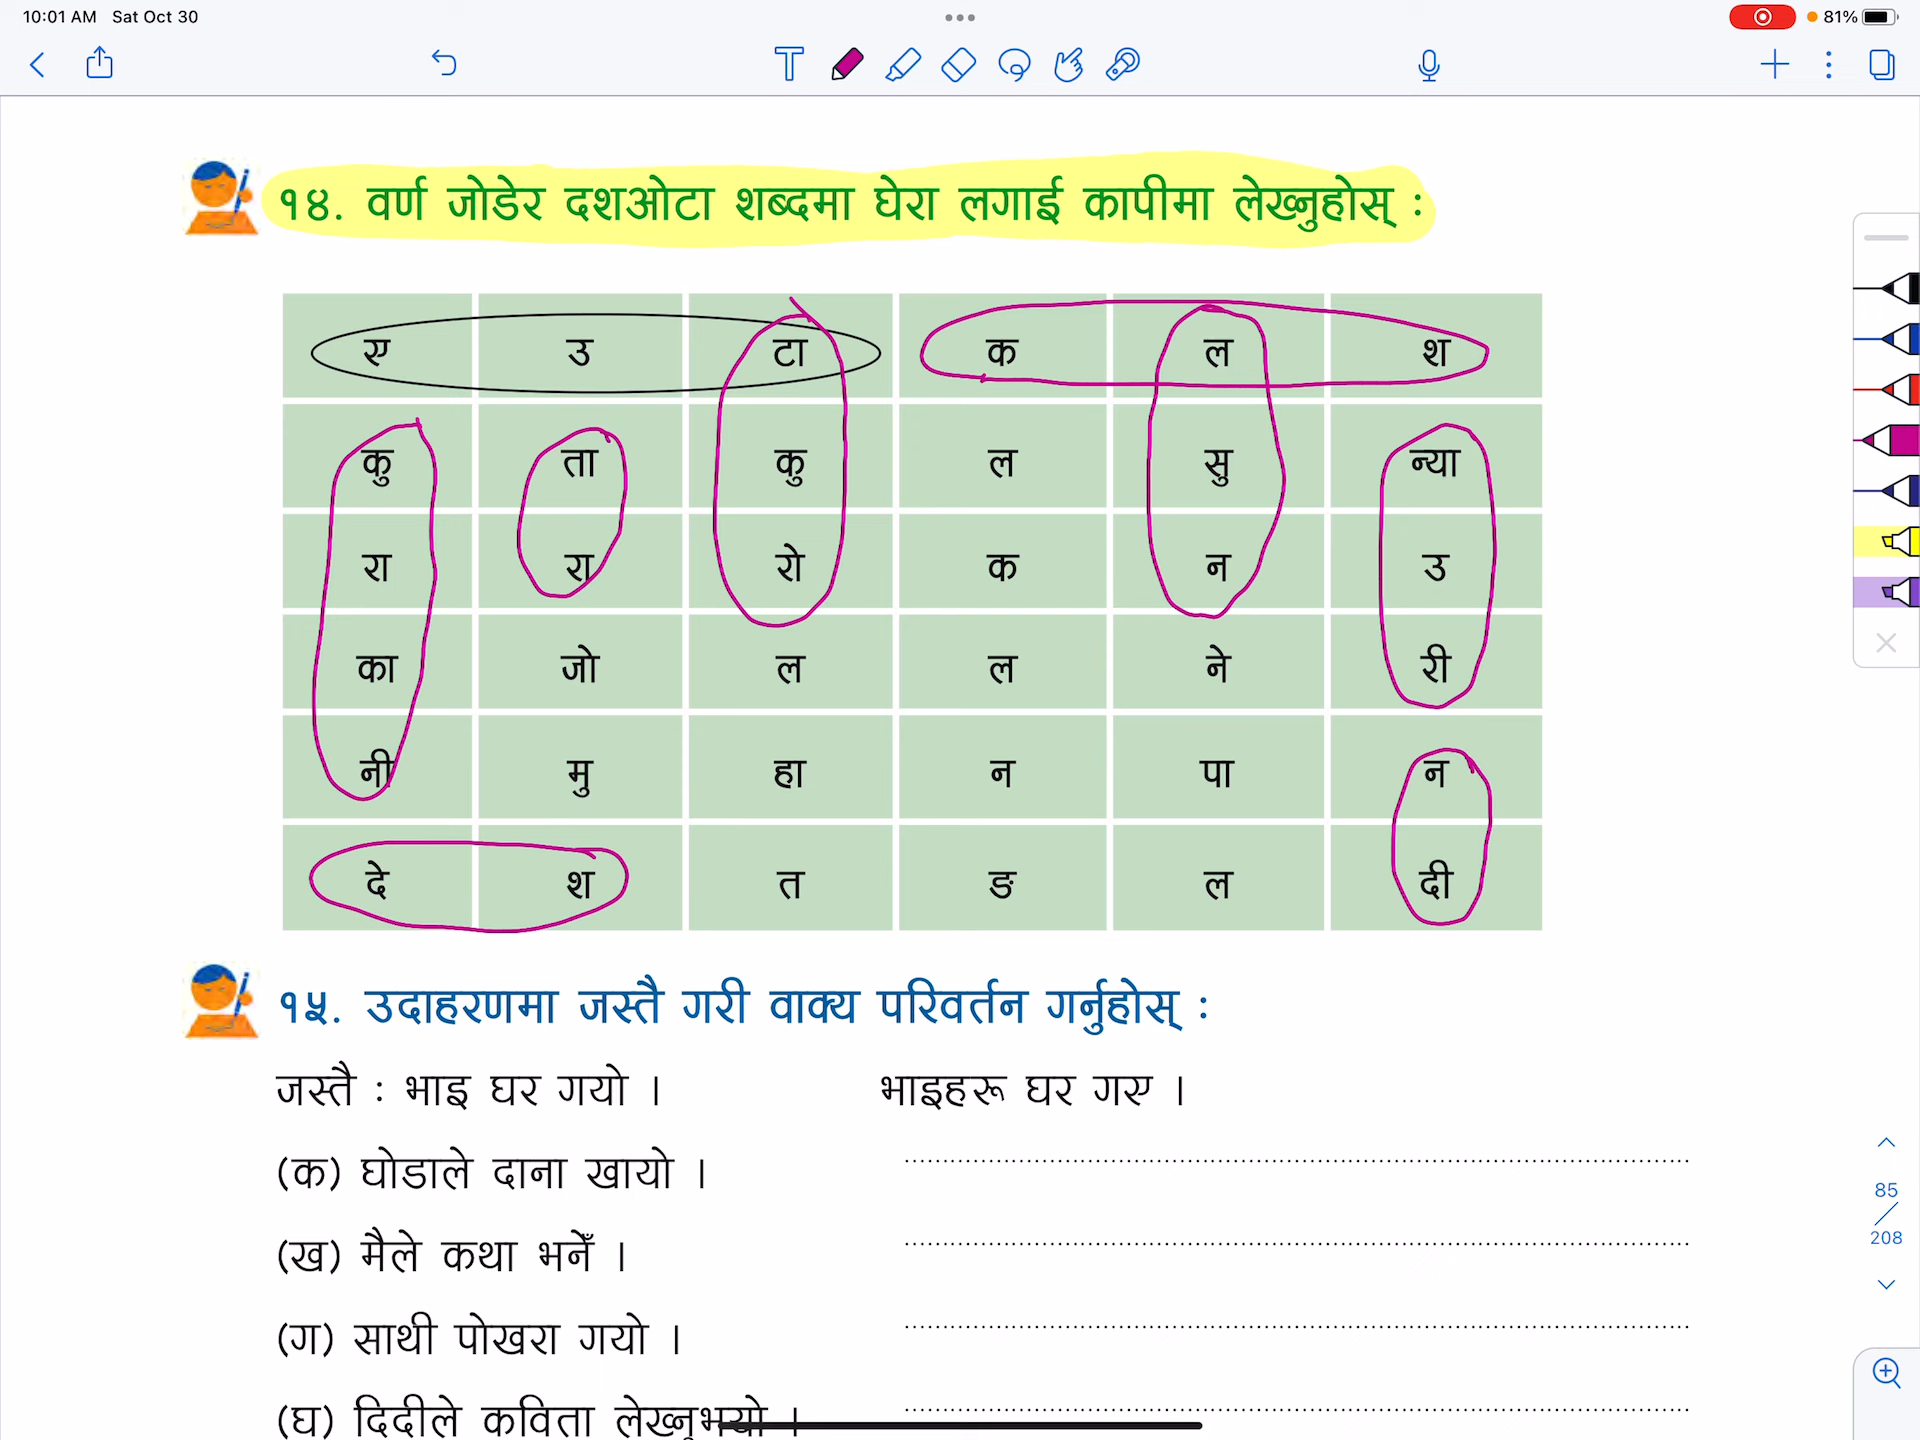 10:01 AM Sat Oct 30
81%
१४. वर्ण जोडेर दशओटा शब्दमा घेरा लगाई कापीमा लेख्नुहोस् :
ए उ टा क ल श
कु ता कु ल सु न्या
रा रा रो क न उ
का जो ल ल ने री
नी मु हा न पा न
दे श त ङ ल दी
१५. उदाहरणमा जस्तै गरी वाक्य परिवर्तन गर्नुहोस् :
जस्तै : भाइ घर गयो । भाइहरू घर गए ।
(क) घोडाले दाना खायो ।
(ख) मैले कथा भनेँ ।
(ग) साथी पोखरा गयो ।
(घ) दिदीले कविता लेख्नुभयो ।
85
208